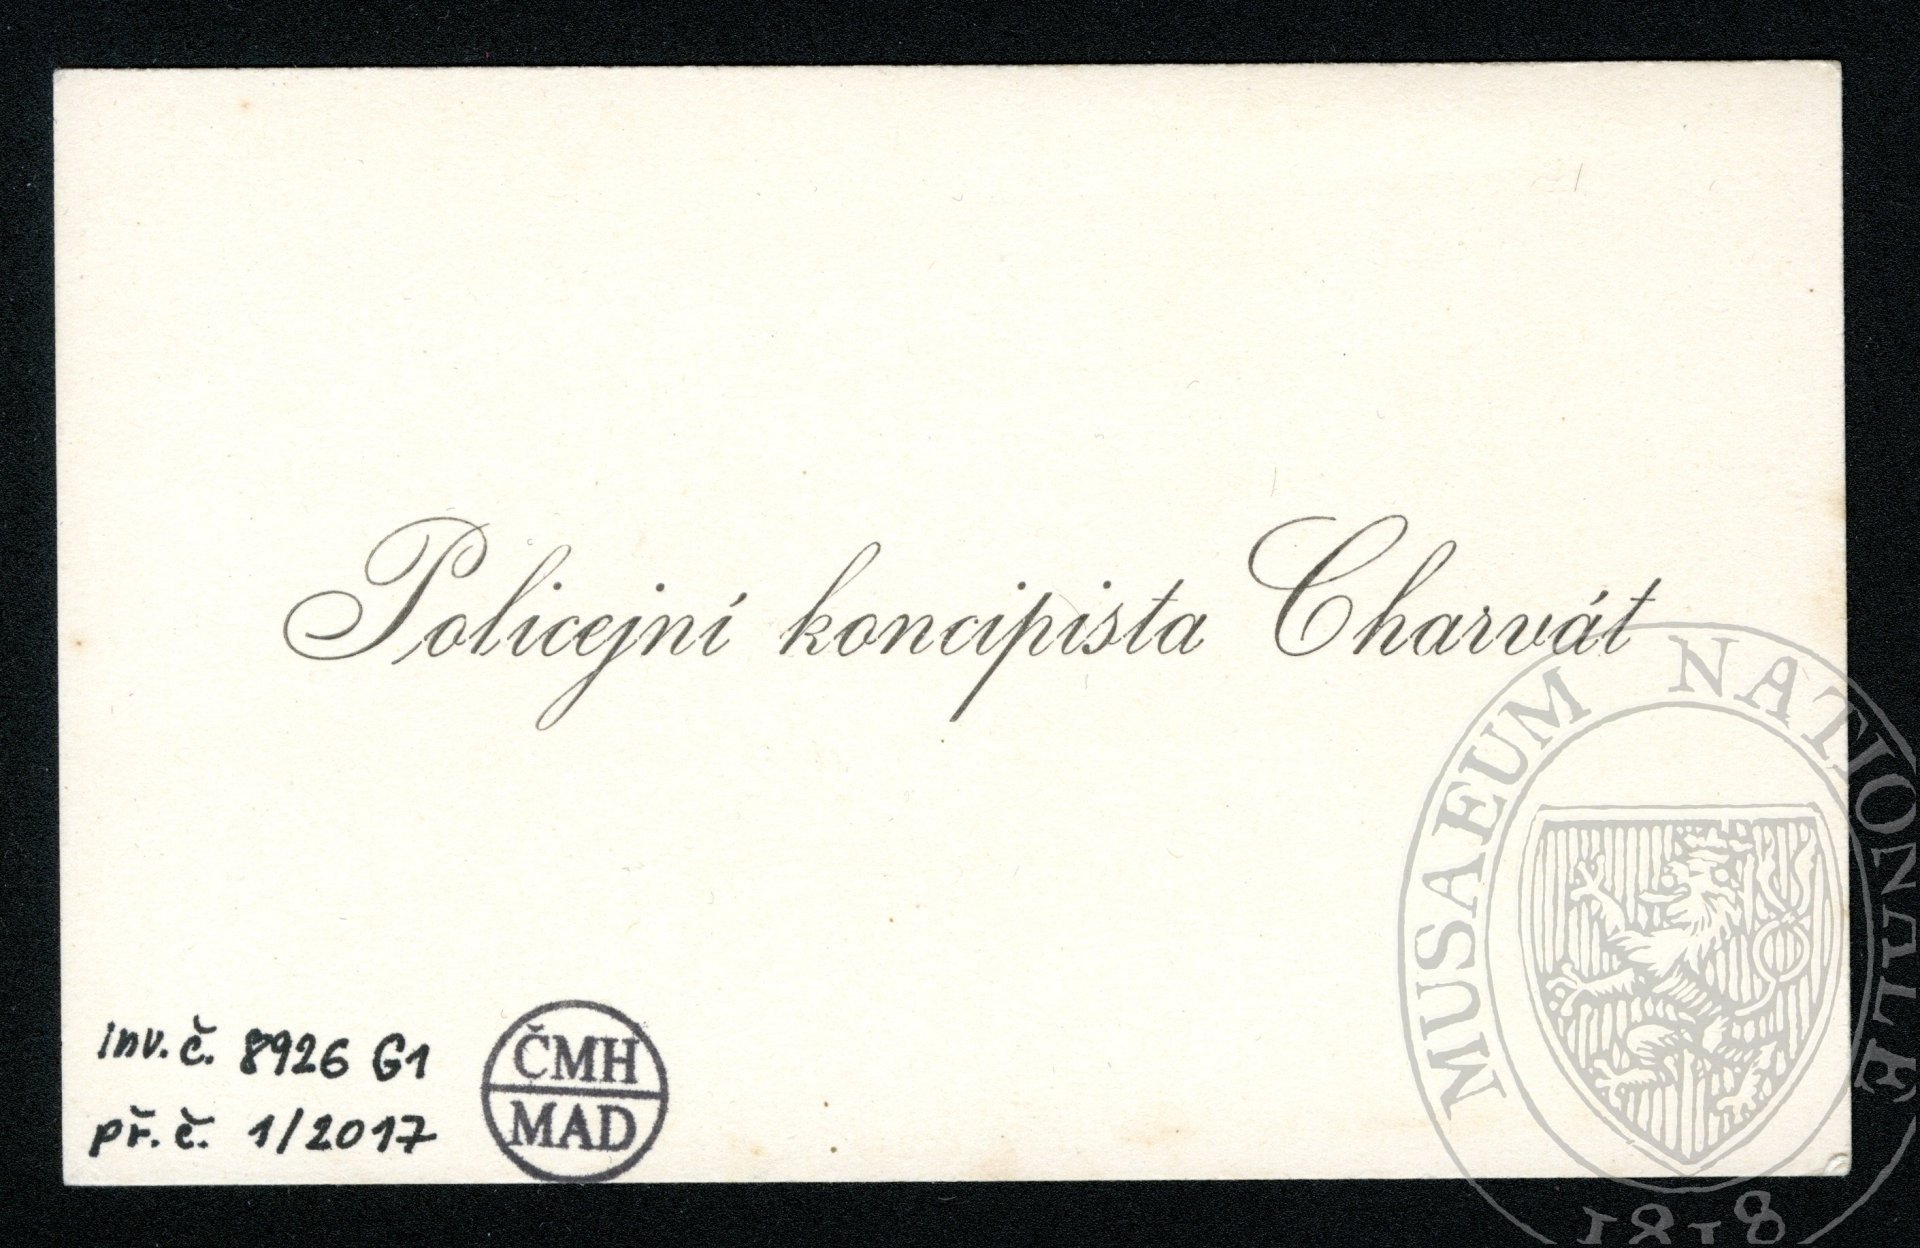 Policejní koncipista Charvát
inv. č. 8926 G1
př. č. 1/2017
ČMH
MAD
MUSAEUM NATIONALE
1818